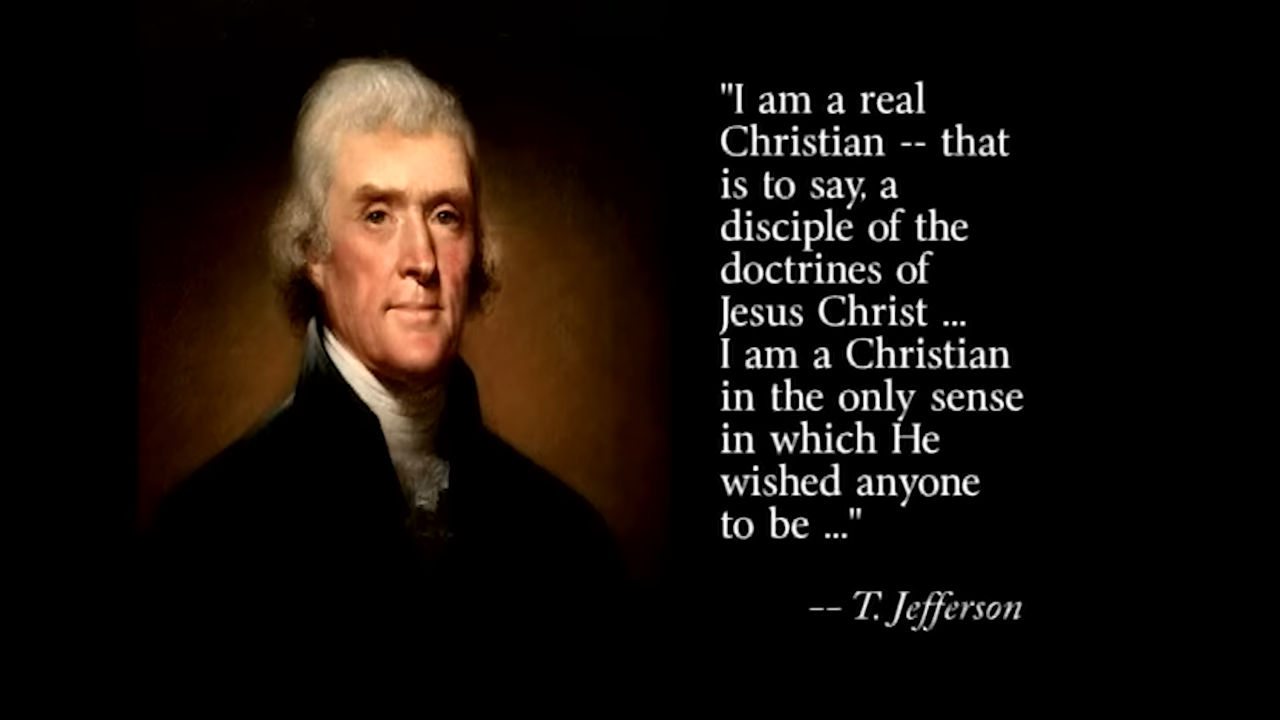 "I am a real
Christian -- that
is to say, a
disciple of the
doctrines of
Jesus Christ ...
I am a Christian
in the only sense
in which He
wished anyone
to be ..."
-- T. Jefferson